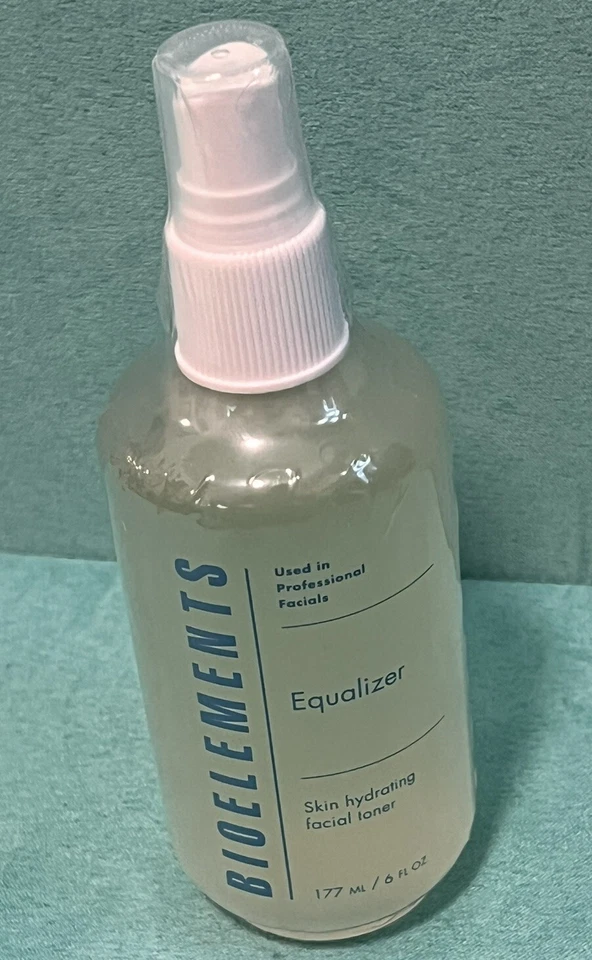 BIOELEMENTS
Used in
Professional
Facials
Equalizer
Skin hydrating
facial toner
177 ML / 6 FL OZ